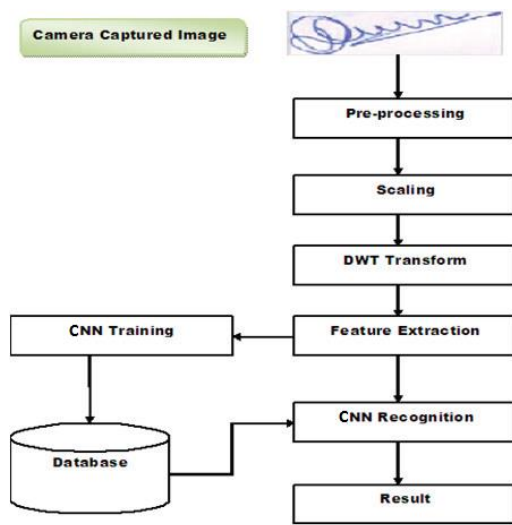 Camera Captured Image
Pre-processing
Scaling
DWT Transform
CNN Training
Feature Extraction
CNN Recognition
Database
Result